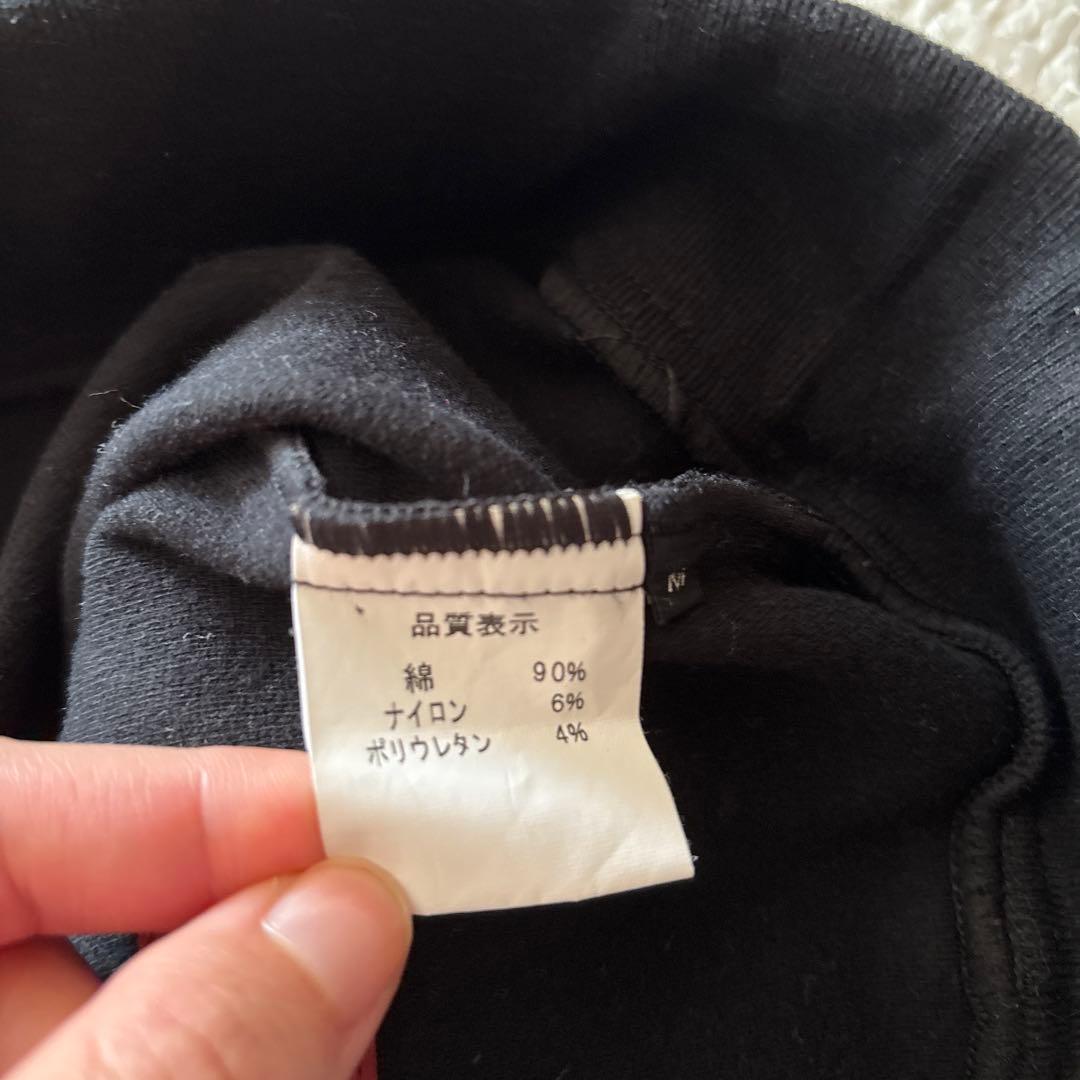 品質表示
綿 90%
ナイロン 6%
ポリウレタン 4%